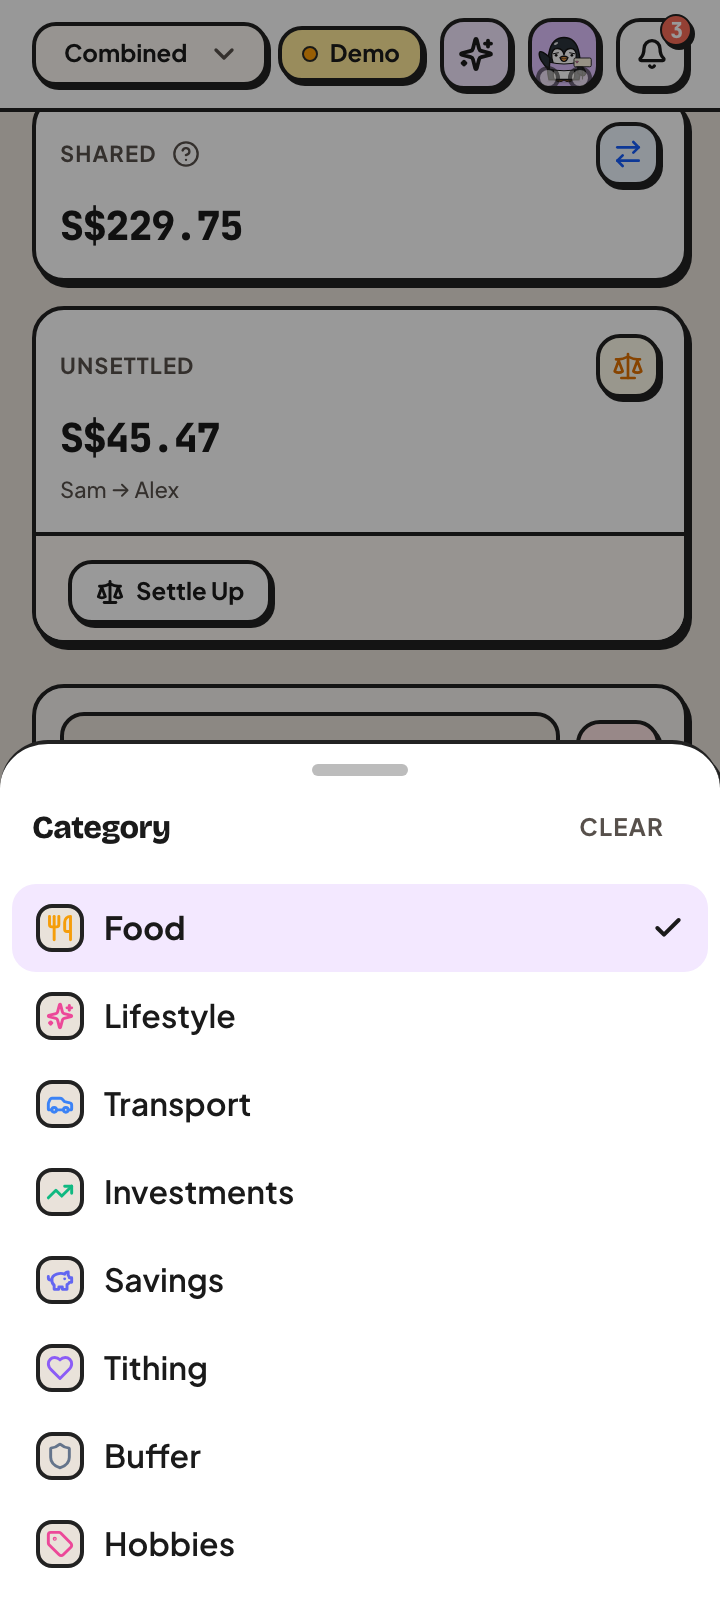 Combined
Demo
3
SHARED
S$229.75
UNSETTLED
S$45.47
Sam → Alex
Settle Up
Category
CLEAR
Food
Lifestyle
Transport
Investments
Savings
Tithing
Buffer
Hobbies